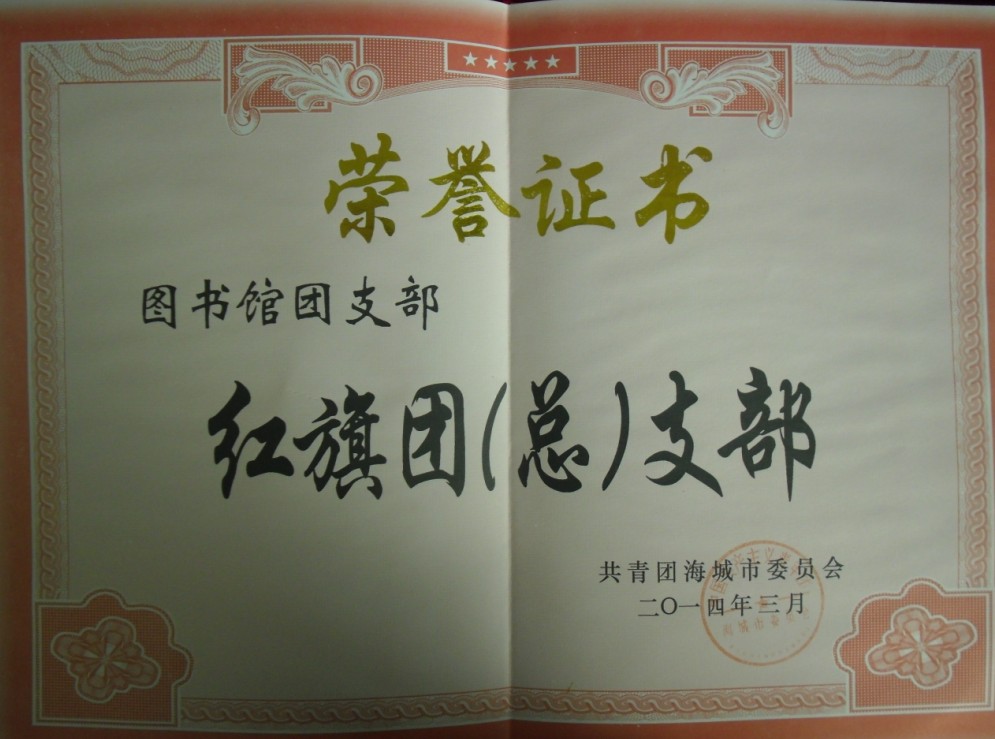 荣誉证书
图书馆团支部
红旗团(总)支部
共青团海城市委员会
二〇一四年三月